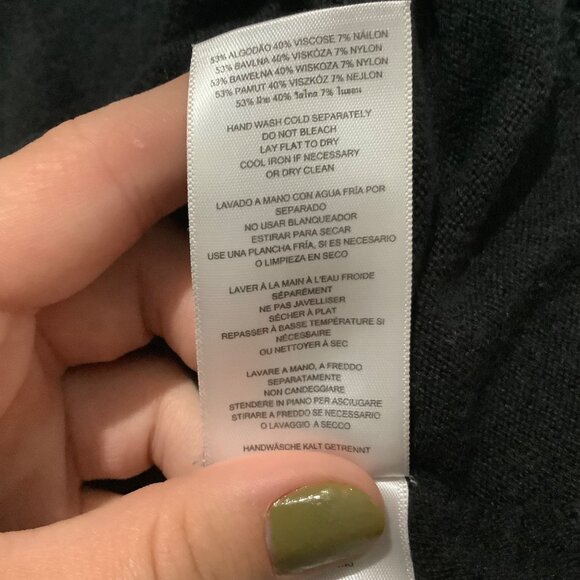 53% ALGODÃO 40% VISCOSE 7% NÁILON
53% BAVLNA 40% WISKOZA 7% NYLON
53% BAWEŁNA 40% WISKOZA 7% NYLON
53% PAMUT 40% VISZKÓZ 7% NEJLON
53% ฝ้าย 40% วิสโคส 7% ไนลอน
HAND WASH COLD SEPARATELY
DO NOT BLEACH
LAY FLAT TO DRY
COOL IRON IF NECESSARY
OR DRY CLEAN
LAVADO A MANO CON AGUA FRÍA POR
SEPARADO
NO USAR BLANQUEADOR
ESTIRAR PARA SECAR
USE UNA PLANCHA FRÍA, SI ES NECESARIO
O LIMPIEZA EN SECO
LAVER À LA MAIN À L'EAU FROIDE
SÉPARÉMENT
NE PAS JAVELLISER
SÉCHER À PLAT
REPASSER À BASSE TEMPÉRATURE SI
NÉCESSAIRE
OU NETTOYER À SEC
LAVARE A MANO, A FREDDO
SEPARATAMENTE
NON CANDEGGIARE
STENDERE IN PIANO PER ASCIUGARE
STIRARE A FREDDO SE NECESSARIO
O LAVAGGIO A SECCO
HANDWÄSCHE KALT GETRENNT